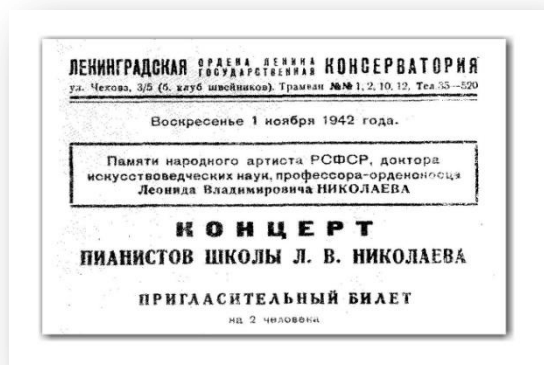 ЛЕНИНГРАДСКАЯ ОРДЕНА ЛЕНИНА ГОСУДАРСТВЕННАЯ КОНСЕРВАТОРИЯ
ул. Чехова, 3/5 (б. клуб швейников). Трамваи №№ 1, 2, 10, 12. Тел 35—520
Воскресенье 1 ноября 1942 года.
Памяти народного артиста РСФСР, доктора
искусствоведческих наук, профессора-орденоносца
Леонида Владимировича НИКОЛАЕВА
КОНЦЕРТ
ПИАНИСТОВ ШКОЛЫ Л. В. НИКОЛАЕВА
ПРИГЛАСИТЕЛЬНЫЙ БИЛЕТ
на 2 человека